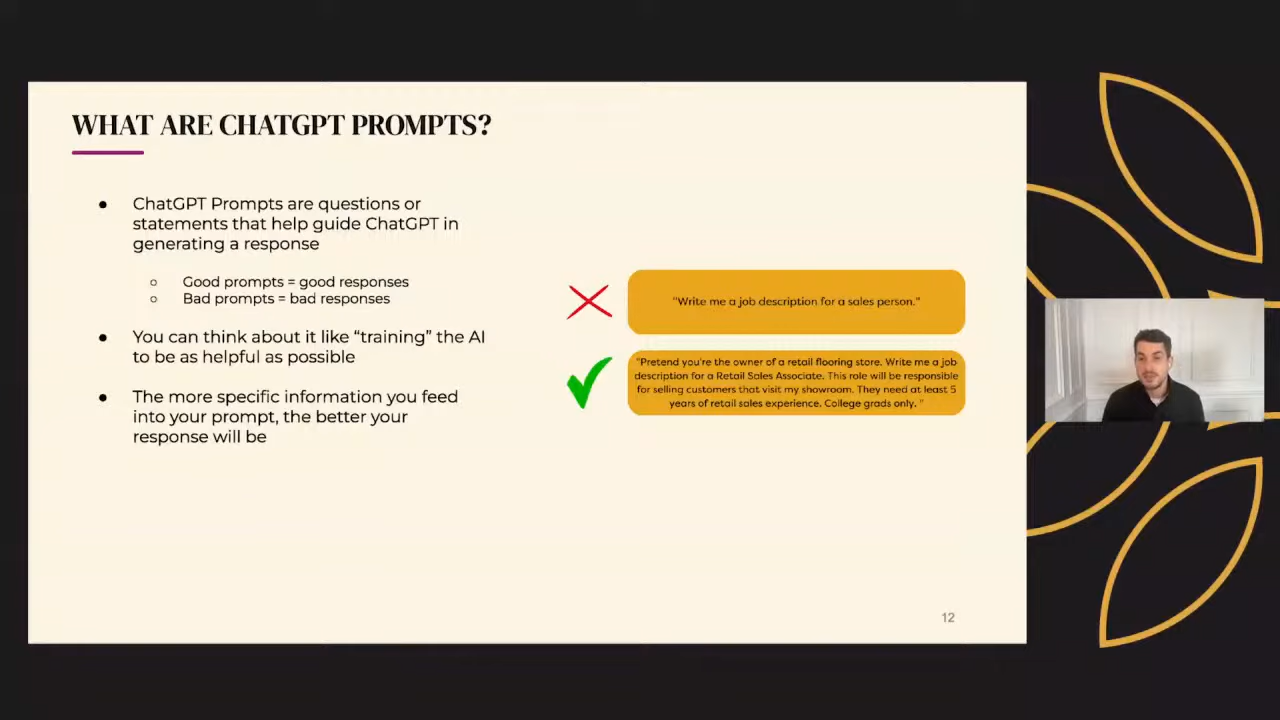 WHAT ARE CHATGPT PROMPTS?
● ChatGPT Prompts are questions or
statements that help guide ChatGPT in
generating a response
○ Good prompts = good responses
○ Bad prompts = bad responses
● You can think about it like “training” the AI
to be as helpful as possible
● The more specific information you feed
into your prompt, the better your
response will be
"Write me a job description for a sales person."
"Pretend you're the owner of a retail flooring store. Write me a job
description for a Retail Sales Associate. This role will be responsible
for selling customers that visit my showroom. They need at least 5
years of retail sales experience. College grads only. "
12